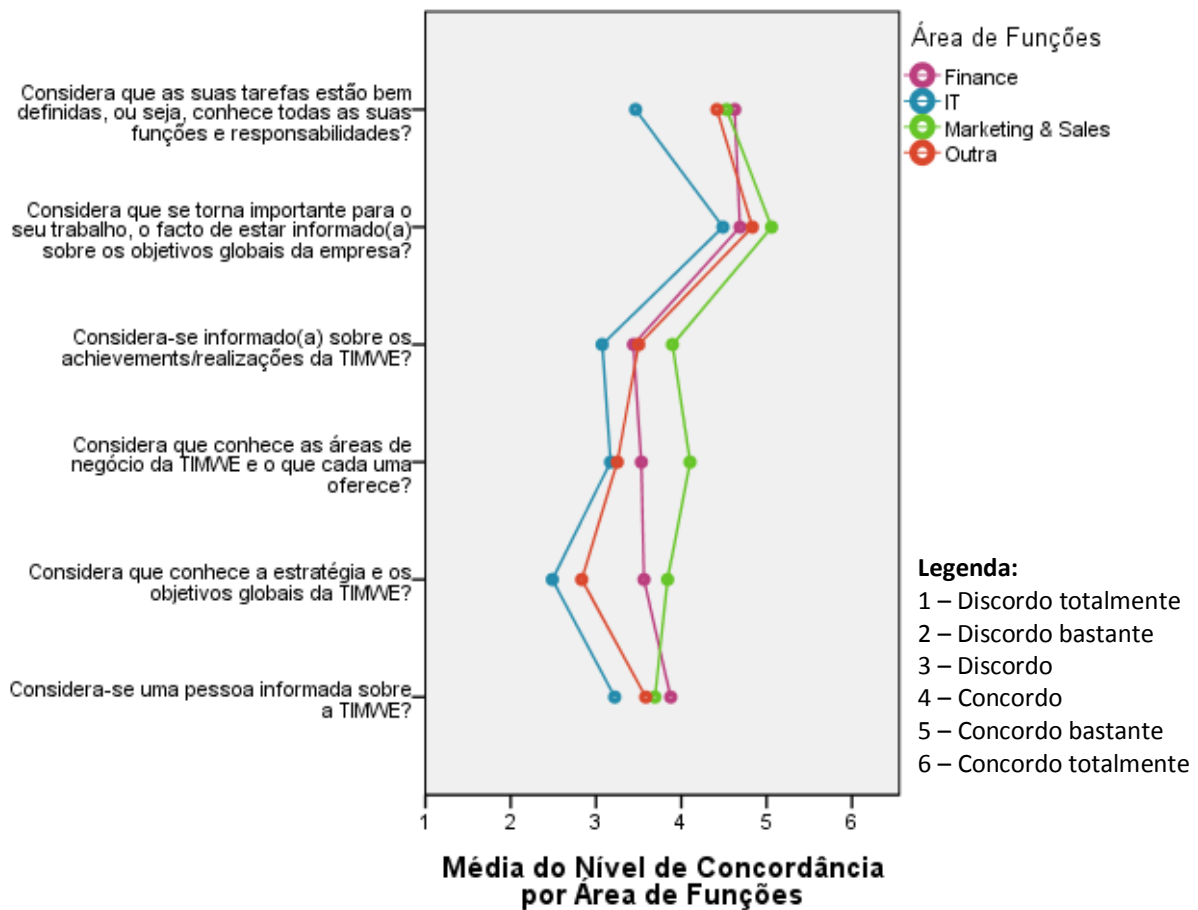 Considera que as suas tarefas estão bem
definidas, ou seja, conhece todas as suas
funções e responsabilidades?
Considera que se torna importante para o
seu trabalho, o facto de estar informado(a)
sobre os objetivos globais da empresa?
Considera-se informado(a) sobre os
achievements/realizações da TIMWE?
Considera que conhece as áreas de
negócio da TIMWE e o que cada uma
oferece?
Considera que conhece a estratégia e os
objetivos globais da TIMWE?
Considera-se uma pessoa informada sobre
a TIMWE?
1 2 3 4 5 6
Média do Nível de Concordância
por Área de Funções
Área de Funções
Finance
IT
Marketing & Sales
Outra
Legenda:
1 – Discordo totalmente
2 – Discordo bastante
3 – Discordo
4 – Concordo
5 – Concordo bastante
6 – Concordo totalmente